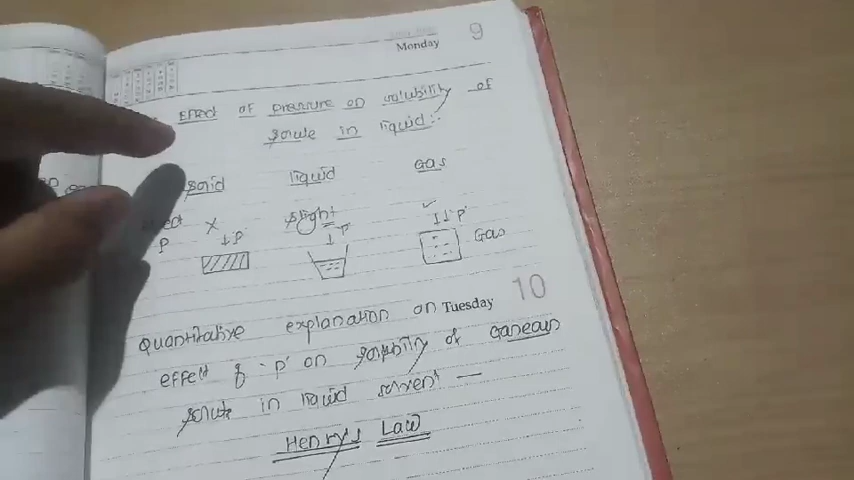 Monday 9
Effect of pressure on solubility of
solute in liquid :-
solid liquid Gas
X slight ✓
P ↓P ↓P ↓↓P
Gas
Tuesday 10
Quantitative explanation on
effect of 'P' on solubility of Gaseous
solute in liquid solvent —
Henry's Law